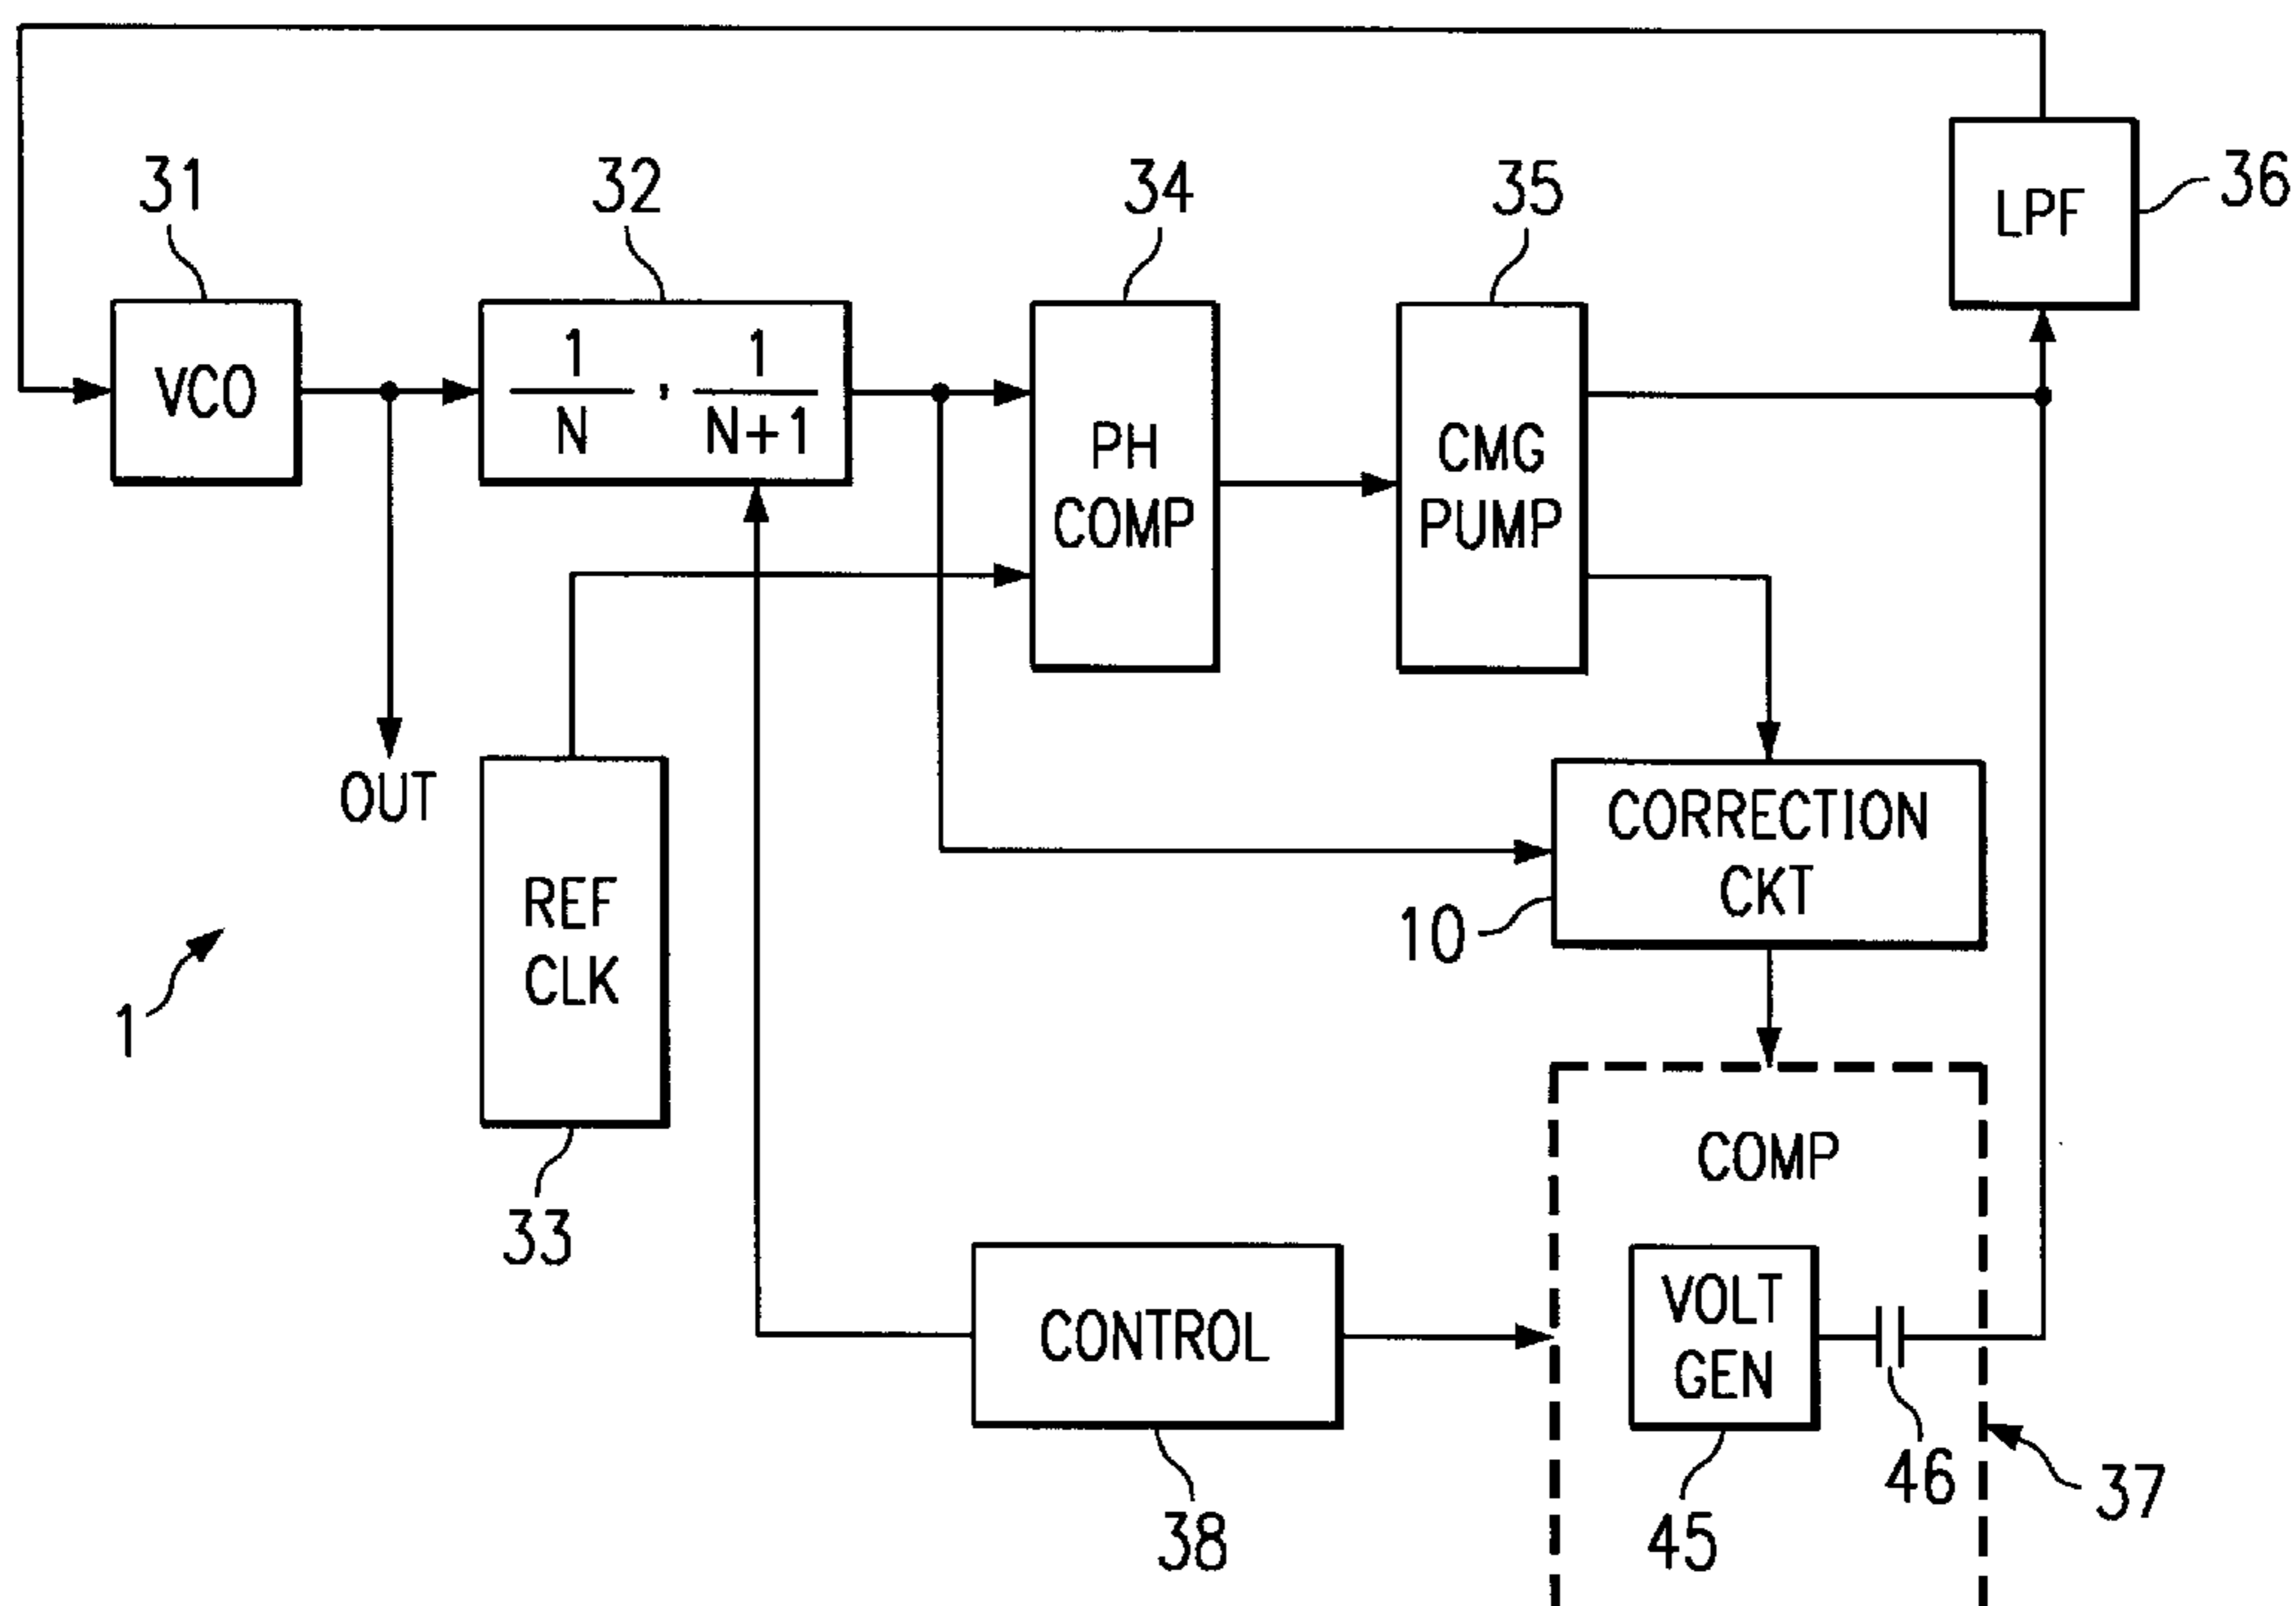 31
32
34
35
36
LPF
VCO
1/N , 1/N+1
PH
COMP
CMG
PUMP
OUT
REF
CLK
CORRECTION
CKT
10
1
33
COMP
CONTROL
VOLT
GEN
38
45
46
37